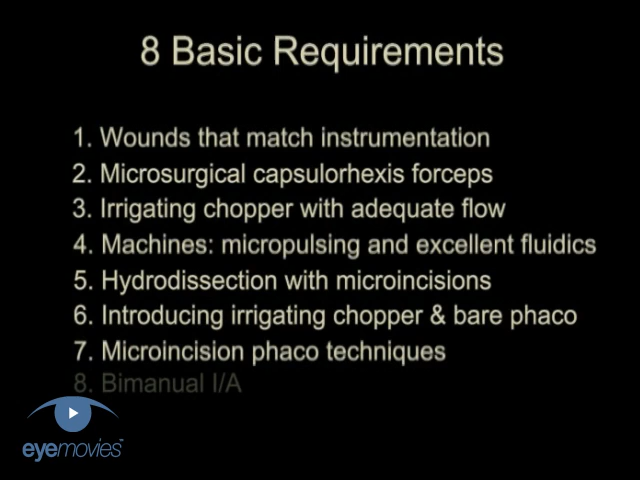 8 Basic Requirements
1. Wounds that match instrumentation
2. Microsurgical capsulorhexis forceps
3. Irrigating chopper with adequate flow
4. Machines: micropulsing and excellent fluidics
5. Hydrodissection with microincisions
6. Introducing irrigating chopper & bare phaco
7. Microincision phaco techniques
8. Bimanual I/A
eyemovies™